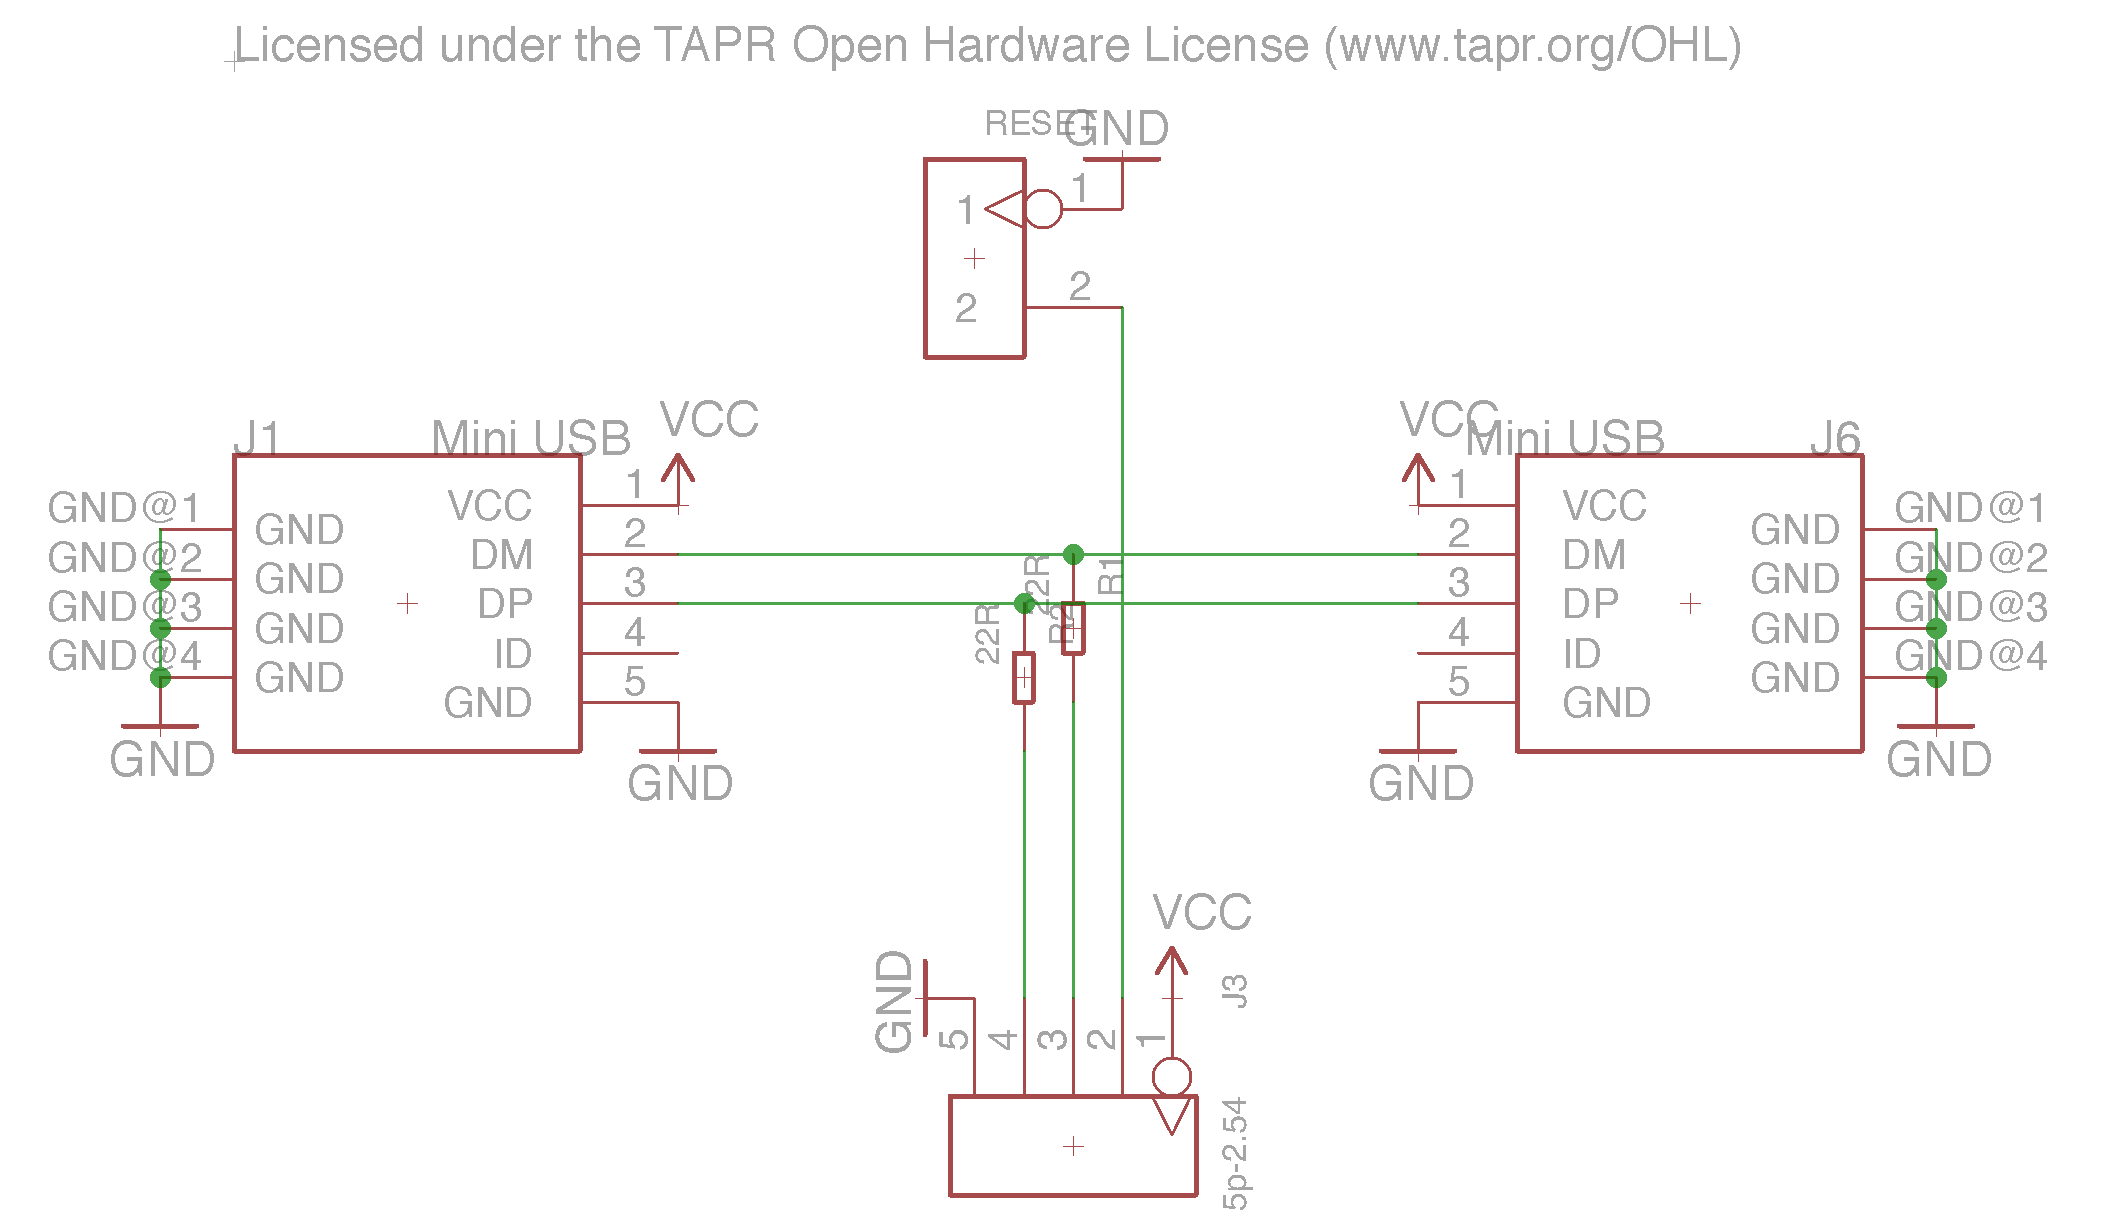 Licensed under the TAPR Open Hardware License (www.tapr.org/OHL)
RESET
GND
1
1
2
2
J1
Mini USB
VCC
GND@1
GND@2
GND@3
GND@4
GND
GND
GND
GND
VCC
DM
DP
ID
GND
1
2
3
4
5
GND
GND
22R
R1
22R
R2
VCC
Mini USB
J6
1
2
3
4
5
VCC
DM
DP
ID
GND
GND
GND
GND
GND
GND@1
GND@2
GND@3
GND@4
GND
GND
VCC
GND
5
4
3
2
1
J3
5p-2.54